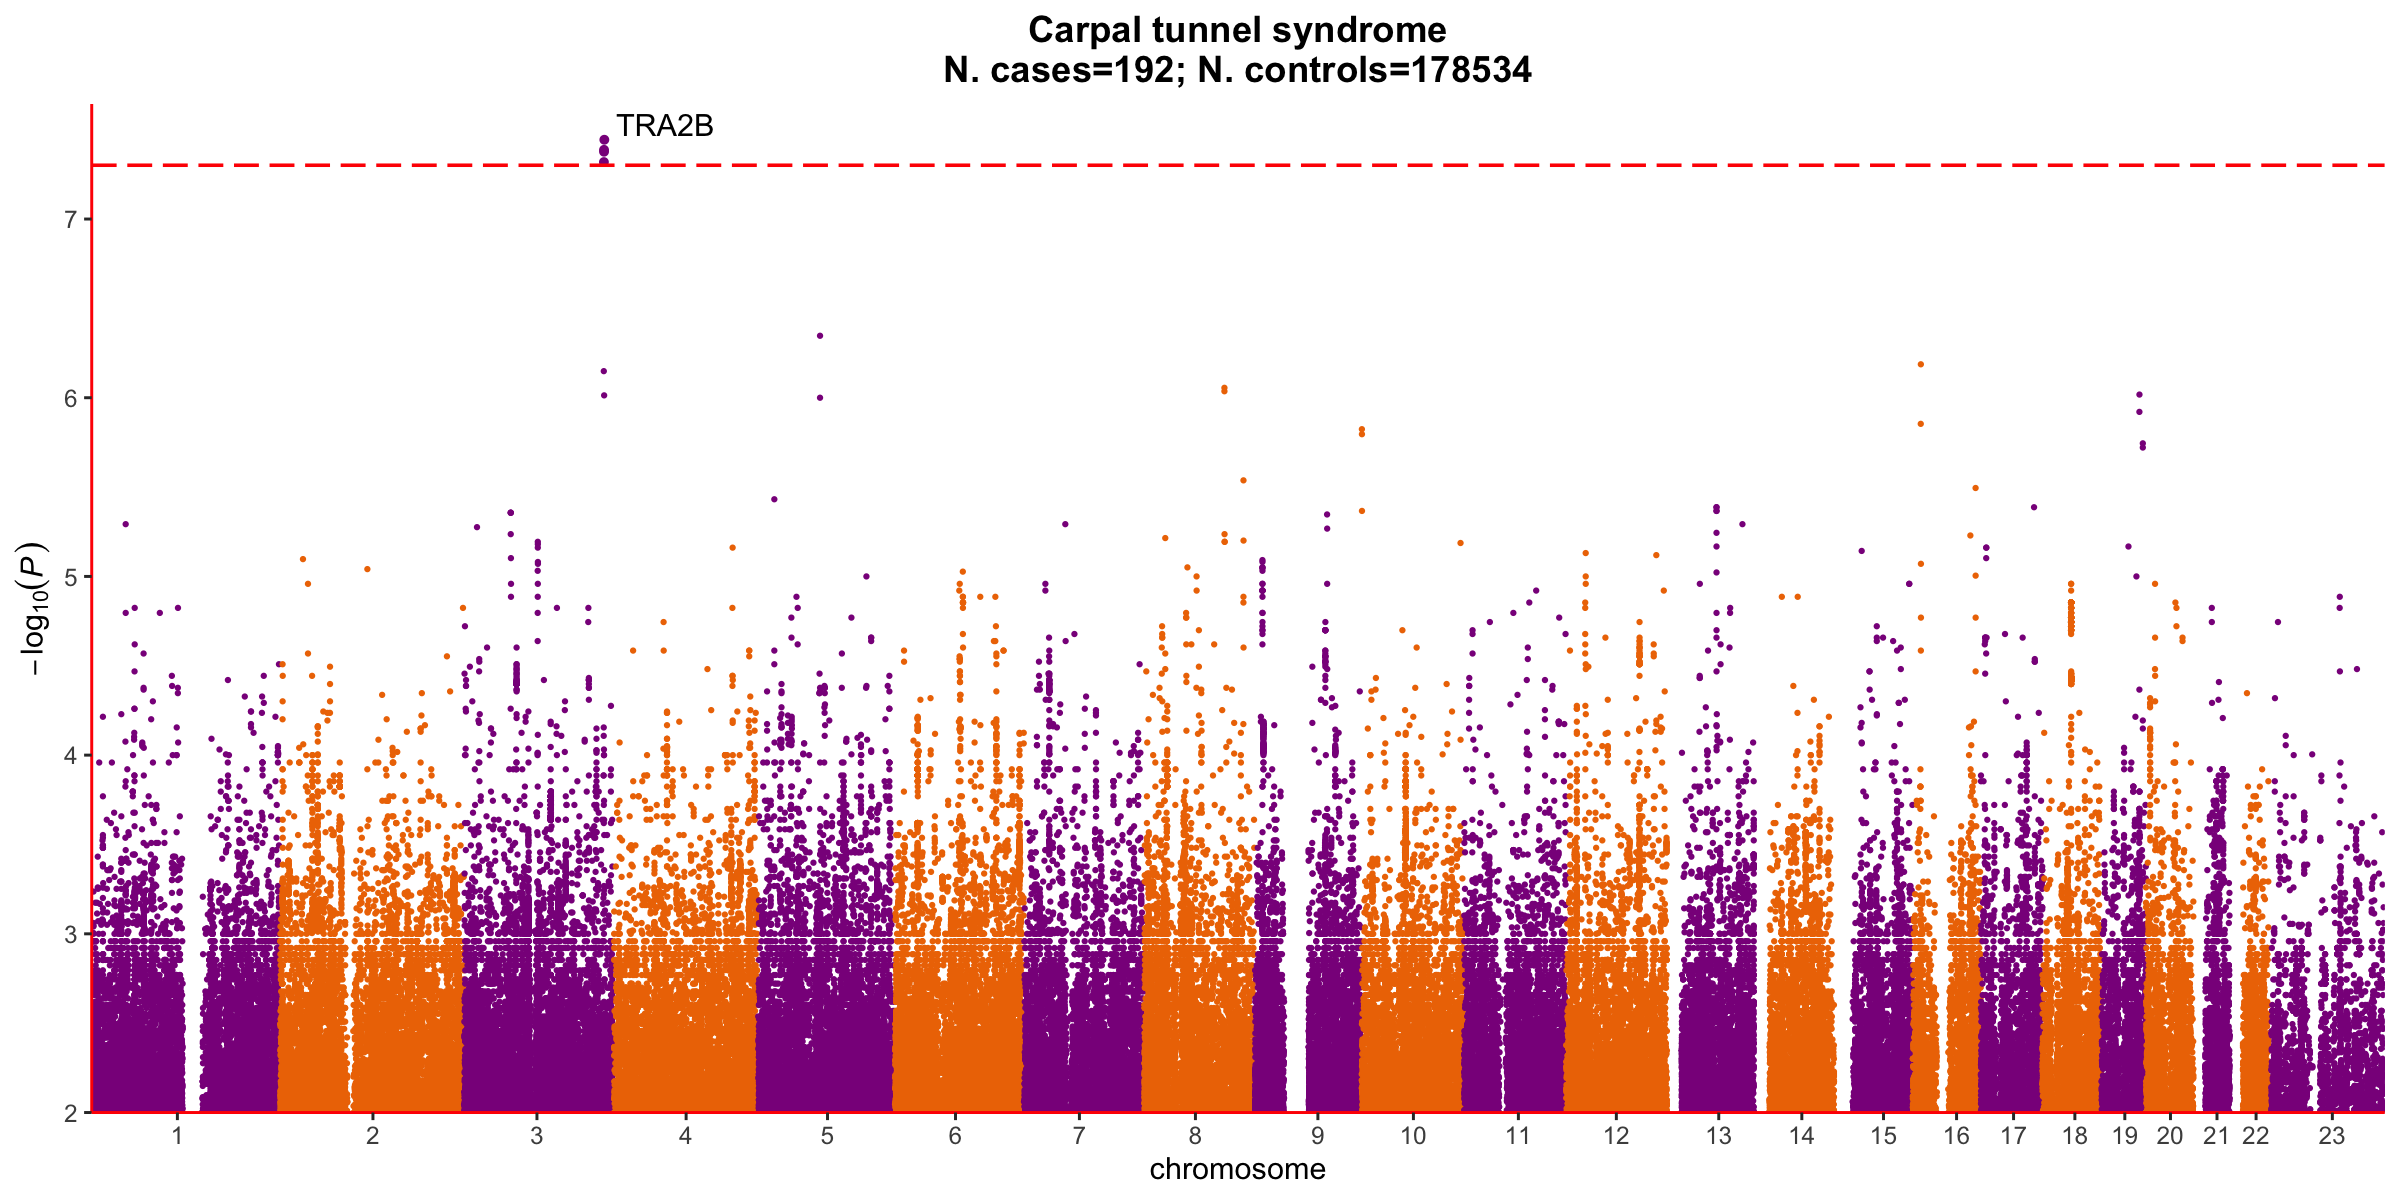 Carpal tunnel syndrome
N. cases=192; N. controls=178534
TRA2B
7
6
5
4
3
2
−log₁₀(P)
1 2 3 4 5 6 7 8 9 10 11 12 13 14 15 16 17 18 19 20 21 22 23
chromosome